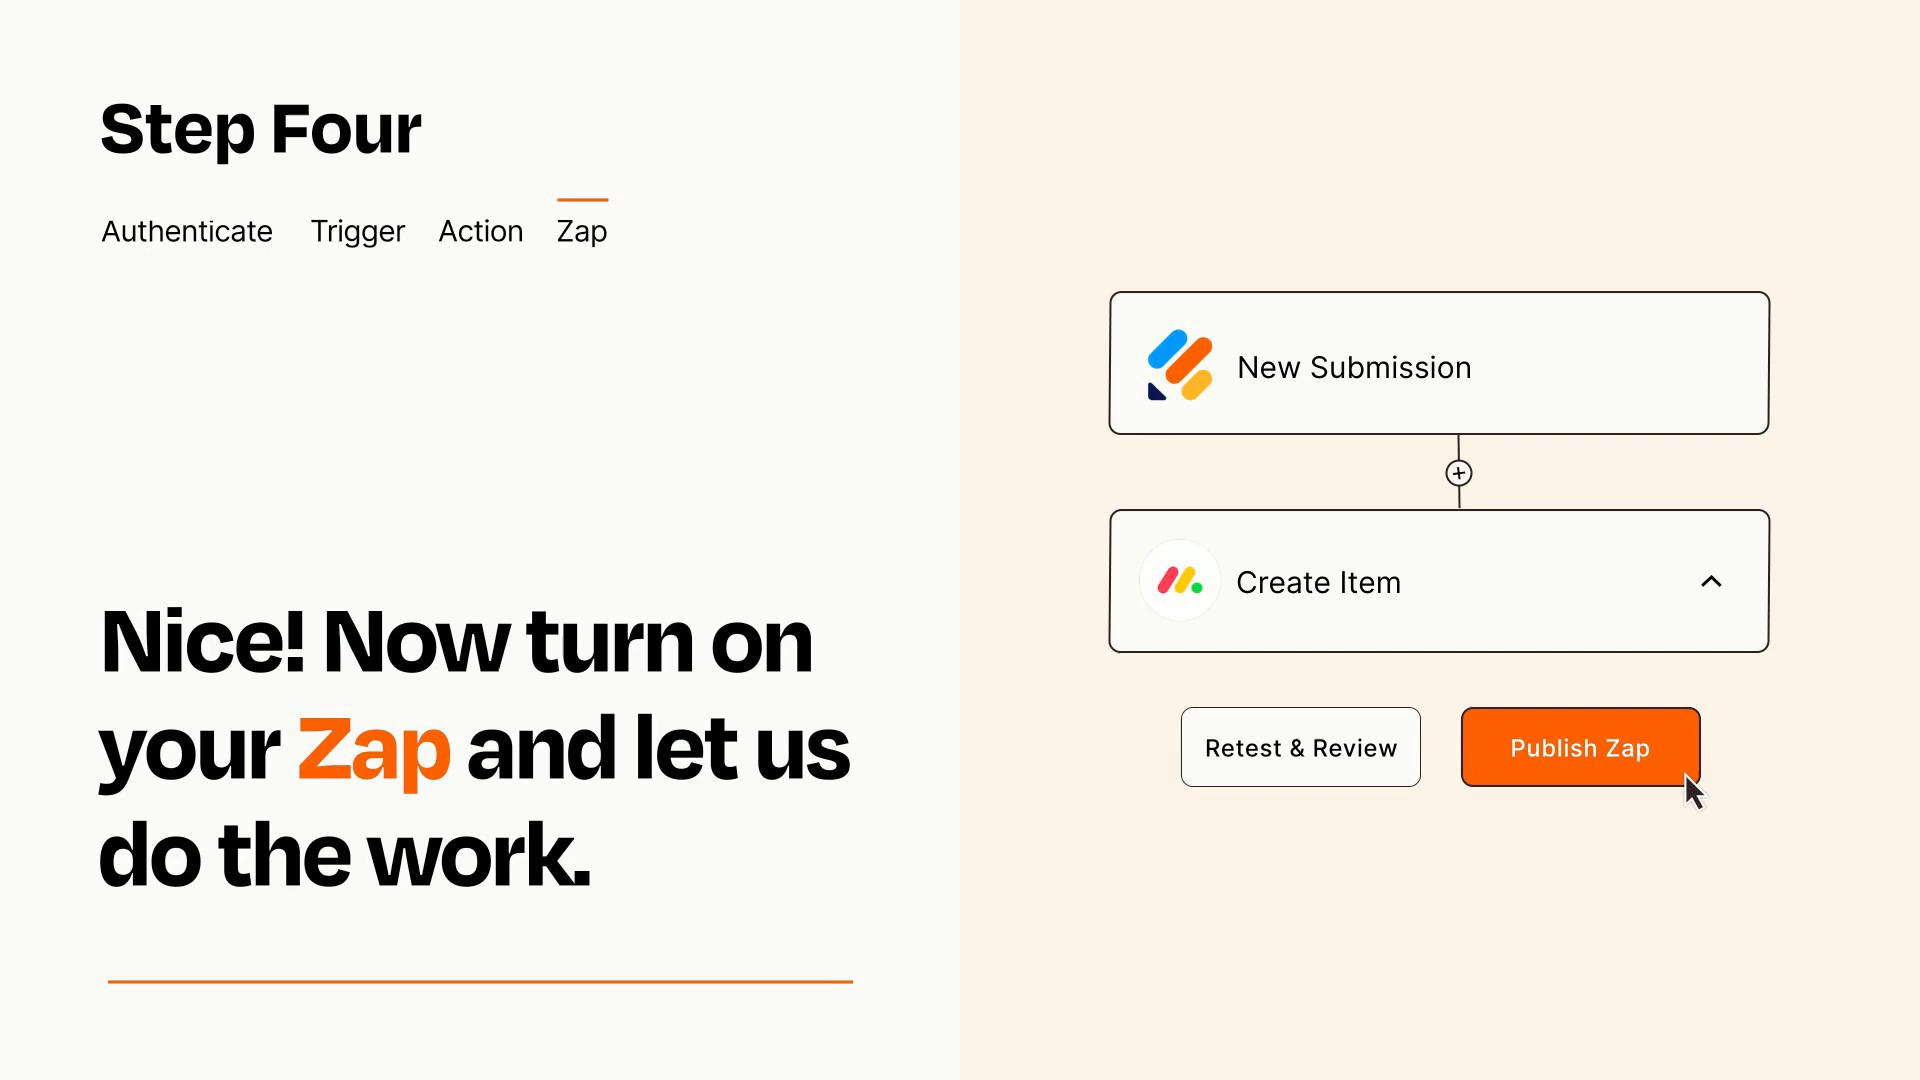 Step Four
Authenticate Trigger Action Zap
Nice! Now turn on
your Zap and let us
do the work.
New Submission
Create Item
Retest & Review
Publish Zap